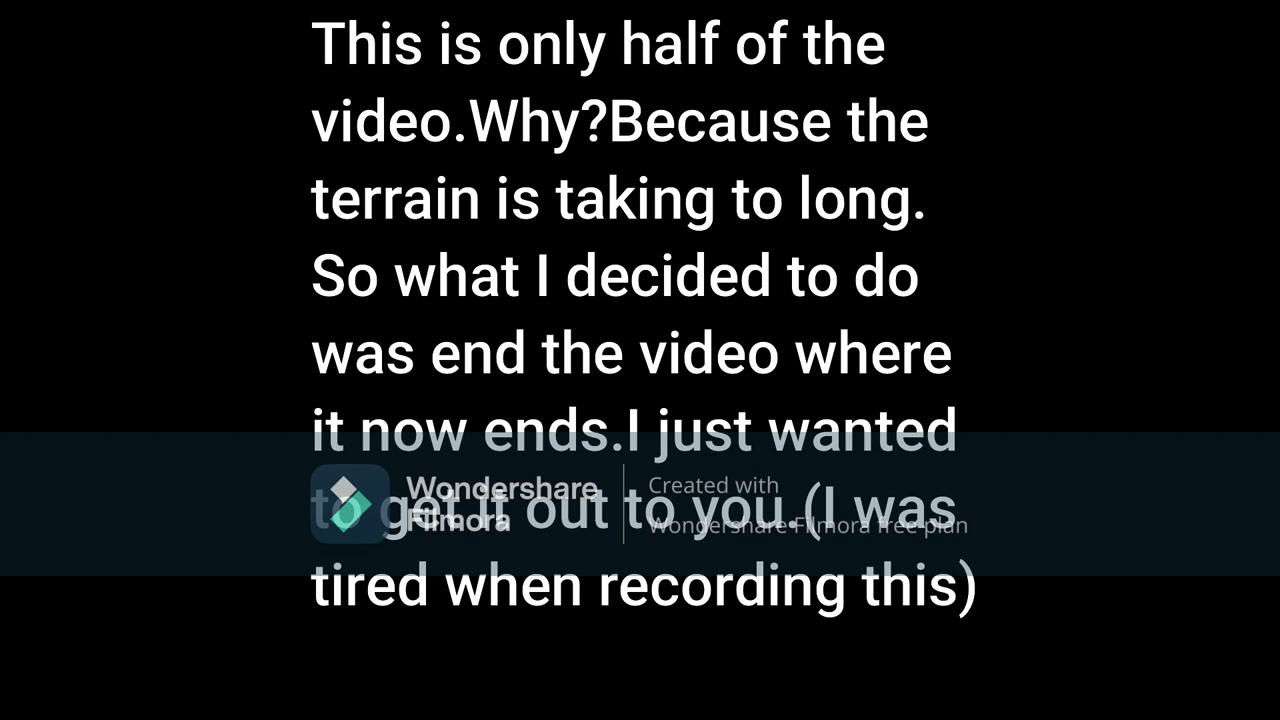 This is only half of the
video.Why?Because the
terrain is taking to long.
So what I decided to do
was end the video where
it now ends.I just wanted
to get it out to you.(I was
tired when recording this)
Wondershare
Filmora
Created with
Wondershare Filmora free plan